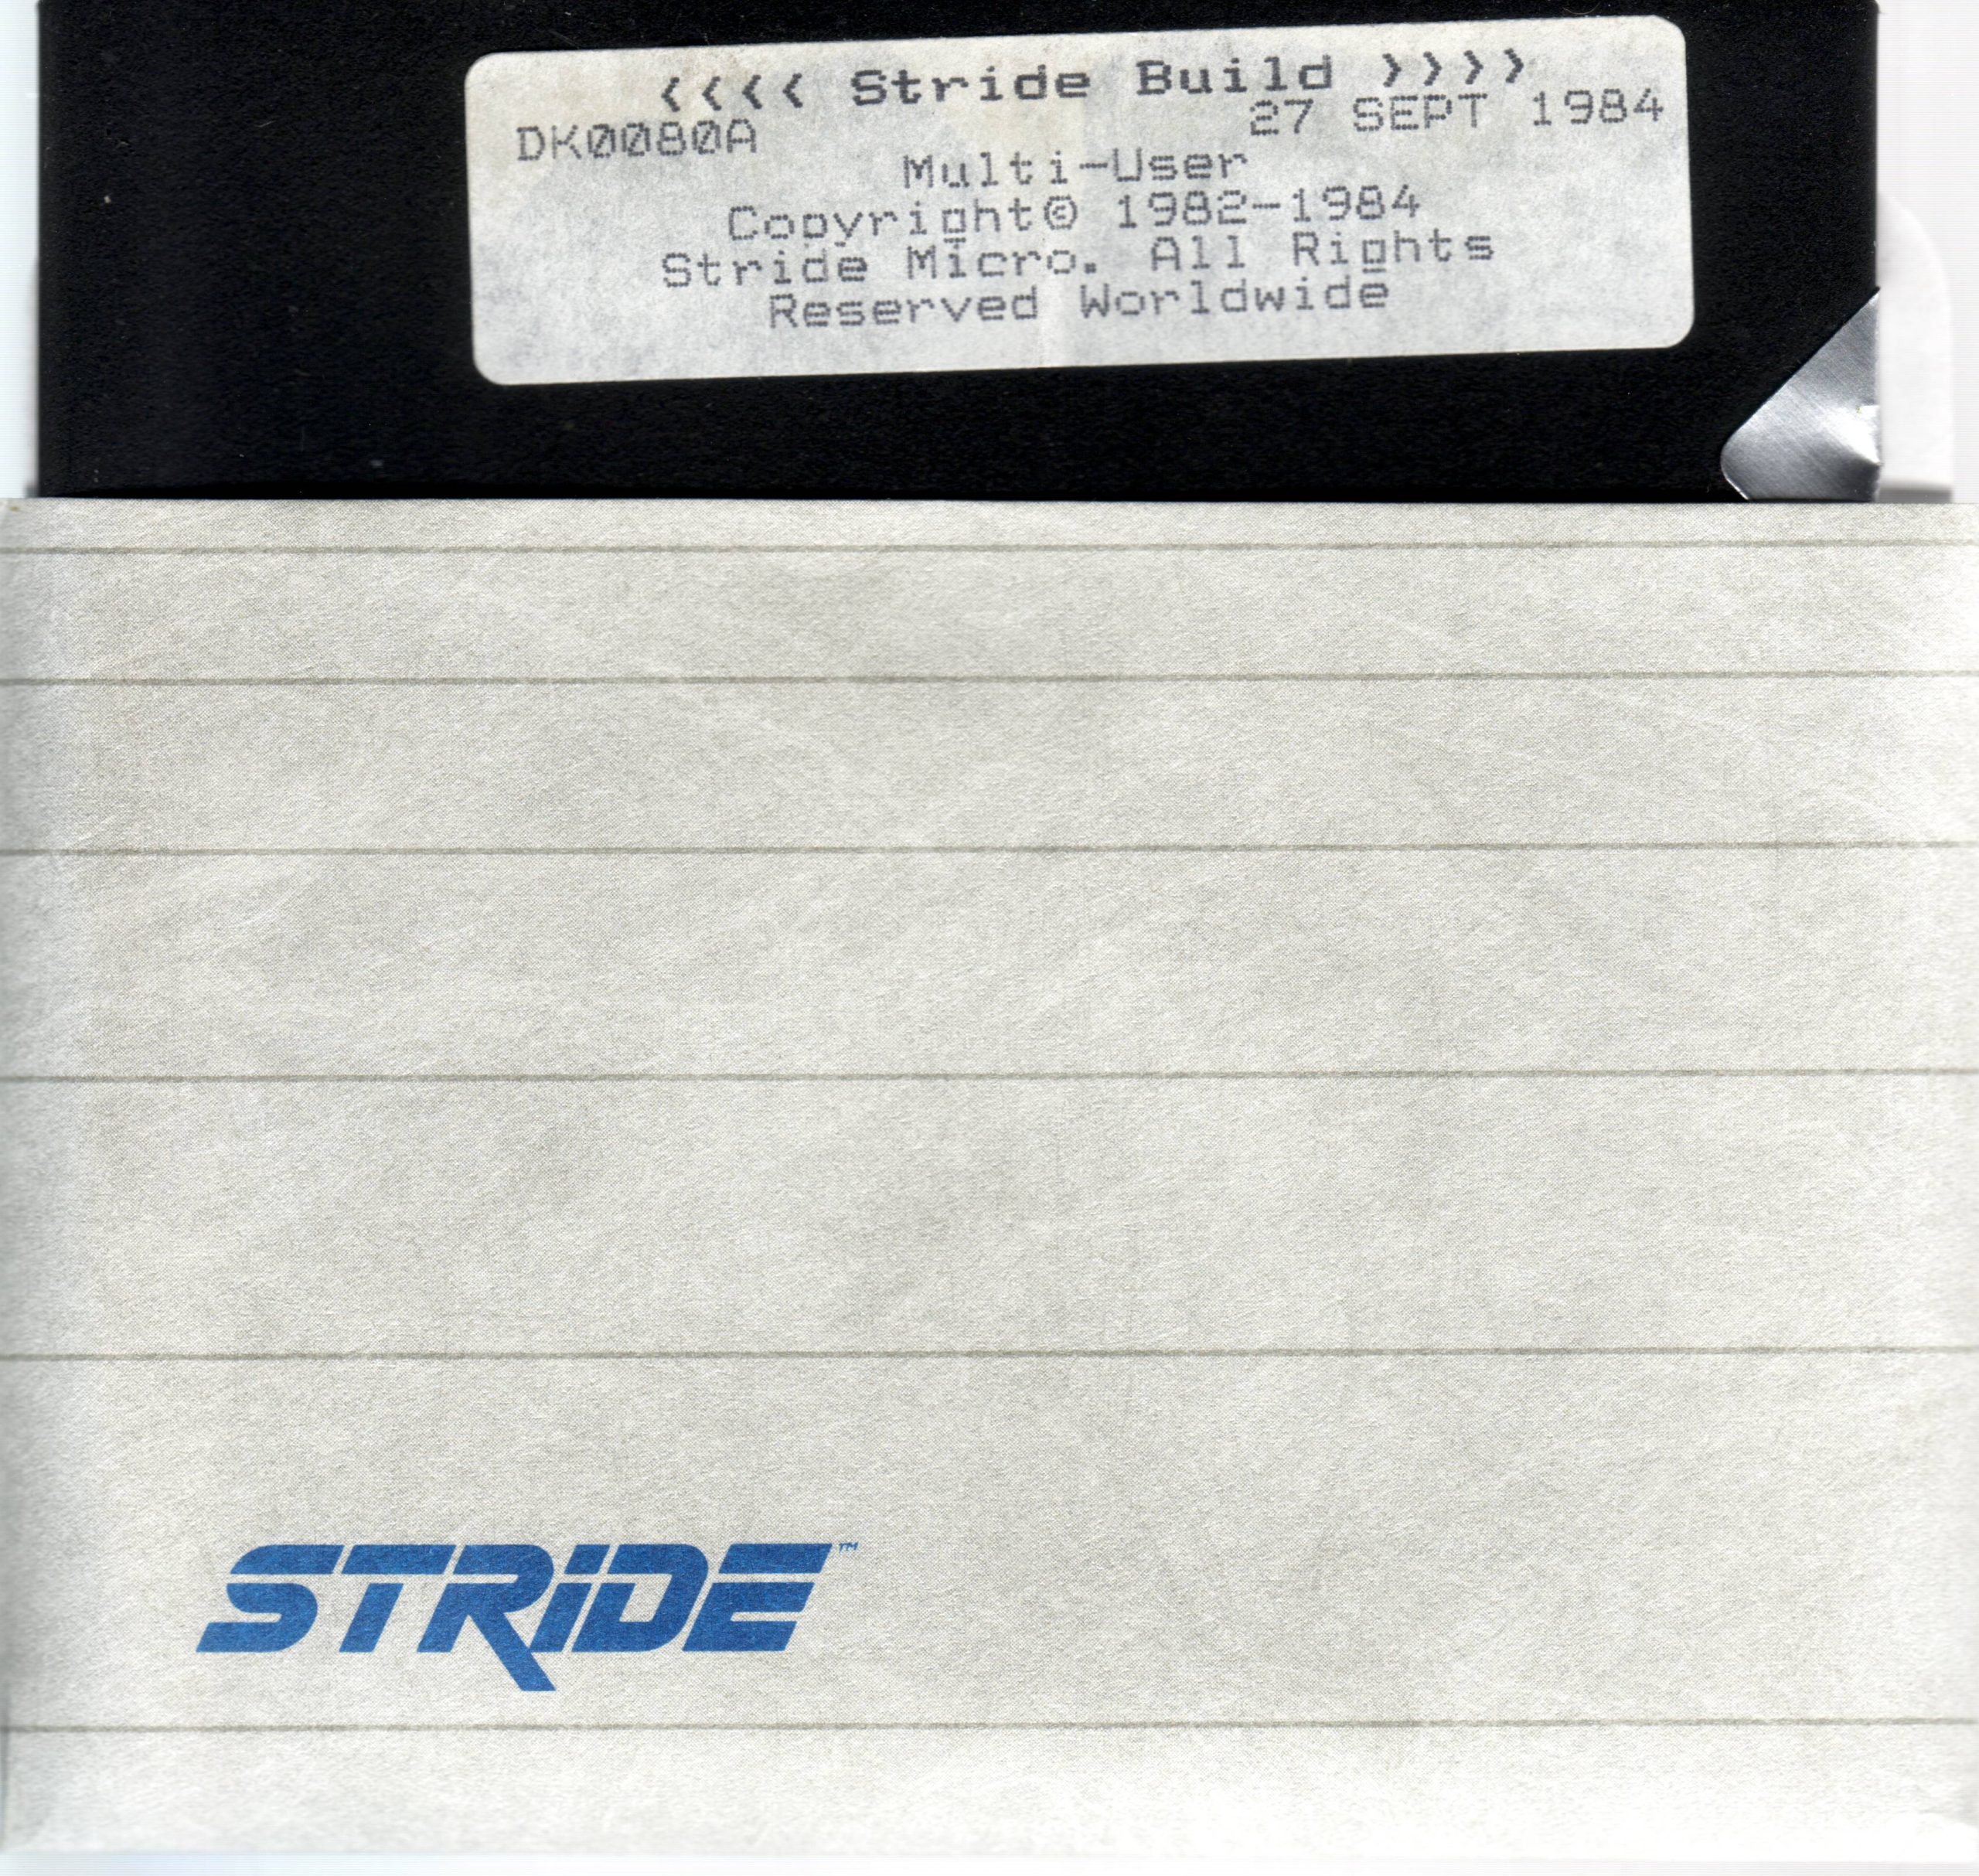 <<<< Stride Build >>>>
DK0080A 27 SEPT 1984
Multi-User
Copyright© 1982-1984
Stride Micro. All Rights
Reserved Worldwide
STRIDE™